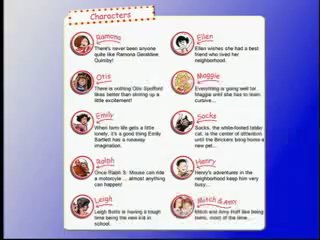 Characters
Ramona
There's never been anyone
quite like Ramona Geraldine
Quimby!
Ellen
Ellen wishes she had a best
friend who lived in her
neighborhood.
Otis
There is nothing Otis Spofford
likes better than stirring up a
little excitement!
Maggie
Everything is going well for
Maggie until she has to learn
cursive...
Emily
When farm life gets a little
lonely, it's a good thing Emily
Bartlett has a runaway
imagination.
Socks
Socks, the white-footed tabby
cat, is the center of attention
until the Brickers bring home a
new pet...
Ralph
Once Ralph S. Mouse can ride
a motorcycle ... almost anything
can happen!
Henry
Henry's adventures in the
neighborhood keep him very
busy...
Leigh
Leigh Botts is having a tough
time being the new kid in
school.
Mitch & Amy
Mitch and Amy Huff like being
twins, most of the time...